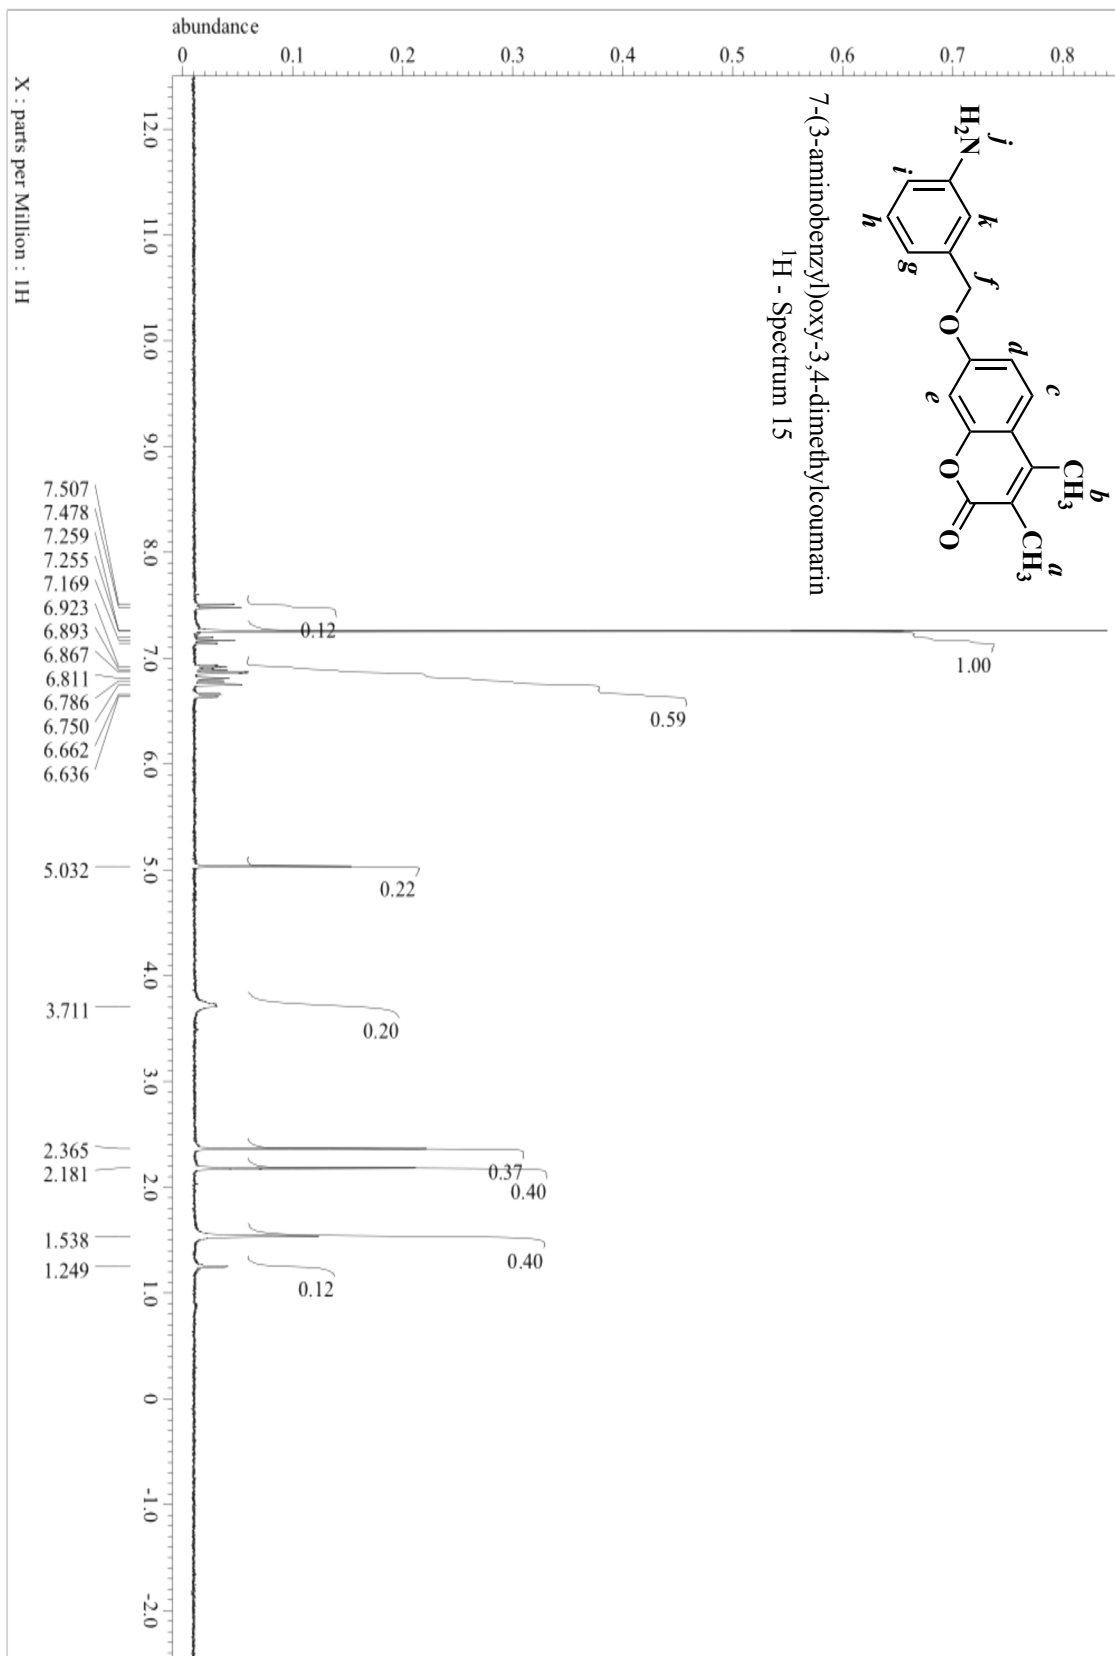 abundance
0 0.1 0.2 0.3 0.4 0.5 0.6 0.7 0.8
12.0
11.0
10.0
9.0
8.0
7.0
6.0
5.0
4.0
3.0
2.0
1.0
0
-1.0
-2.0
X : parts per Million : 1H
7.507
7.478
7.259
7.255
7.169
6.923
6.893
6.867
6.811
6.786
6.750
6.662
6.636
5.032
3.711
2.365
2.181
1.538
1.249
0.12
1.00
0.59
0.22
0.20
0.37
0.40
0.40
0.12
H2N
j
i
h
k
g
f
O
d
e
c
O
O
CH3
b
CH3
a
7-(3-aminobenzyl)oxy-3,4-dimethylcoumarin
1H - Spectrum 15